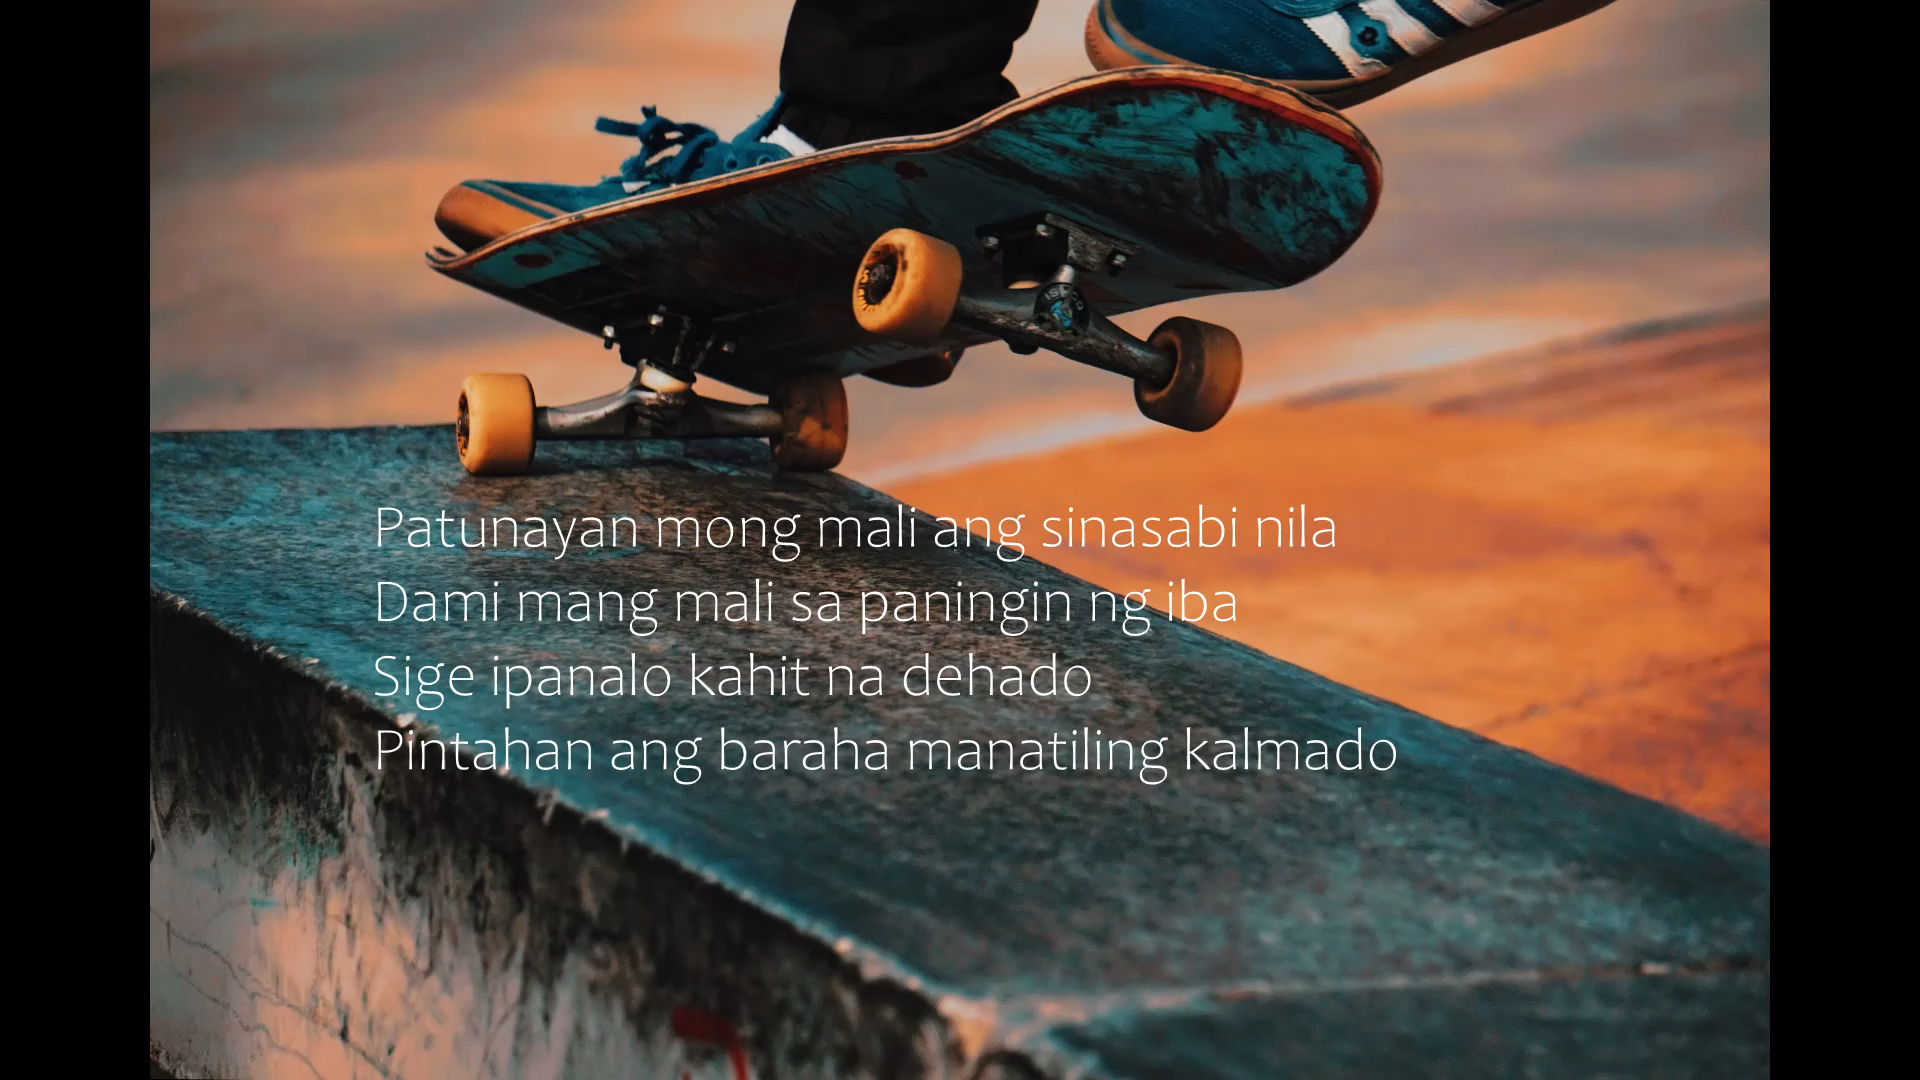 Patunayan mong mali ang sinasabi nila
Dami mang mali sa paningin ng iba
Sige ipanalo kahit na dehado
Pintahan ang baraha manatiling kalmado